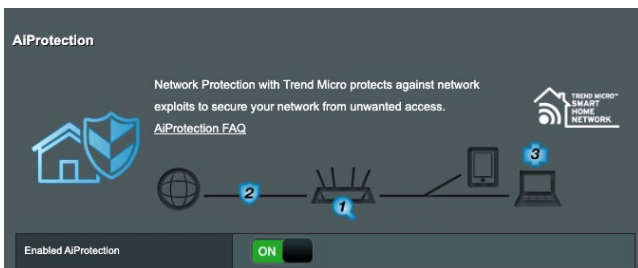 AiProtection
Network Protection with Trend Micro protects against network
exploits to secure your network from unwanted access.
AiProtection FAQ
TREND MICRO™
SMART
HOME
NETWORK
3
2
1
Enabled AiProtection
ON